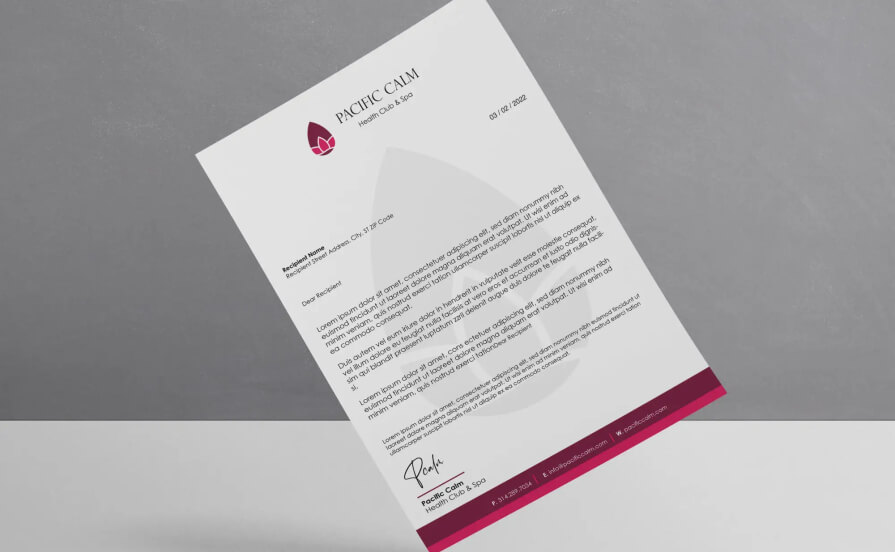 PACIFIC CALM
Health Club & Spa
03 / 02 / 2022
Recipient Name
Recipient Street Address, City, ST ZIP Code
Dear Recipient
Lorem ipsum dolor sit amet, consectetuer adipiscing elit, sed diam nonummy nibh
euismod tincidunt ut laoreet dolore magna aliquam erat volutpat. Ut wisi enim ad
minim veniam, quis nostrud exerci tation ullamcorper suscipit lobortis nisl ut aliquip ex
ea commodo consequat.
Duis autem vel eum iriure dolor in hendrerit in vulputate velit esse molestie consequat,
vel illum dolore eu feugiat nulla facilisis at vero eros et accumsan et iusto odio dignis-
sim qui blandit praesent luptatum zzril delenit augue duis dolore te feugait nulla facili-
si.
Lorem ipsum dolor sit amet, cons ectetuer adipiscing elit, sed diam nonummy nibh
euismod tincidunt ut laoreet dolore magna aliquam erat volutpat. Ut wisi enim ad
minim veniam, quis nostrud exerci tationDear Recipient
Lorem ipsum dolor sit amet, consectetuer adipiscing elit, sed diam nonummy nibh euismod tincidunt ut
laoreet dolore magna aliquam erat volutpat. Ut wisi enim ad minim veniam, quis nostrud exerci tation
ullamcorper suscipit lobortis nisl ut aliquip ex ea commodo consequat.
Pcalm
Pacific Calm
Health Club & Spa
P. 514.289.7034 | E. info@pacificcalm.com | W. pacificcalm.com